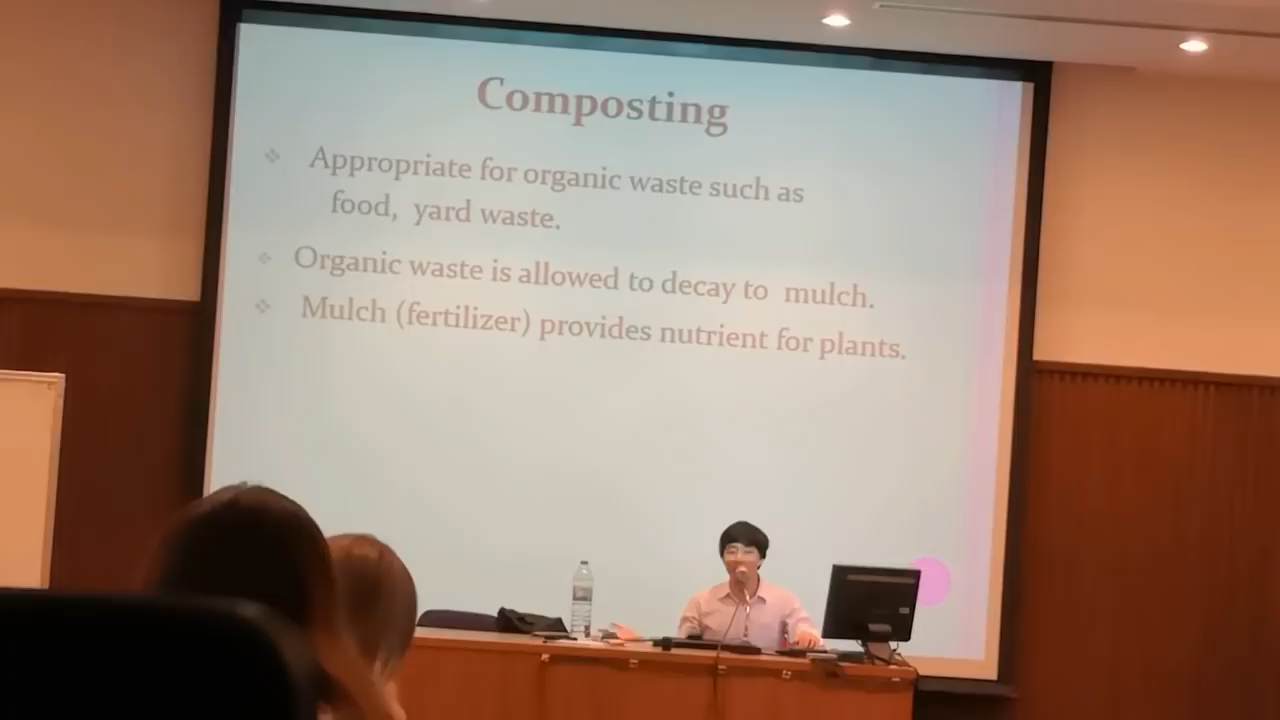 Composting
Appropriate for organic waste such as
food, yard waste.
Organic waste is allowed to decay to mulch.
Mulch (fertilizer) provides nutrient for plants.